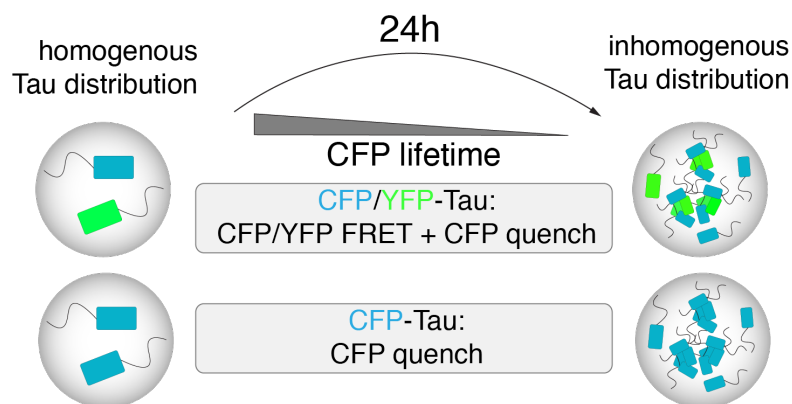 homogenous
Tau distribution
24h
inhomogenous
Tau distribution
CFP lifetime
CFP/YFP-Tau:
CFP/YFP FRET + CFP quench
CFP-Tau:
CFP quench